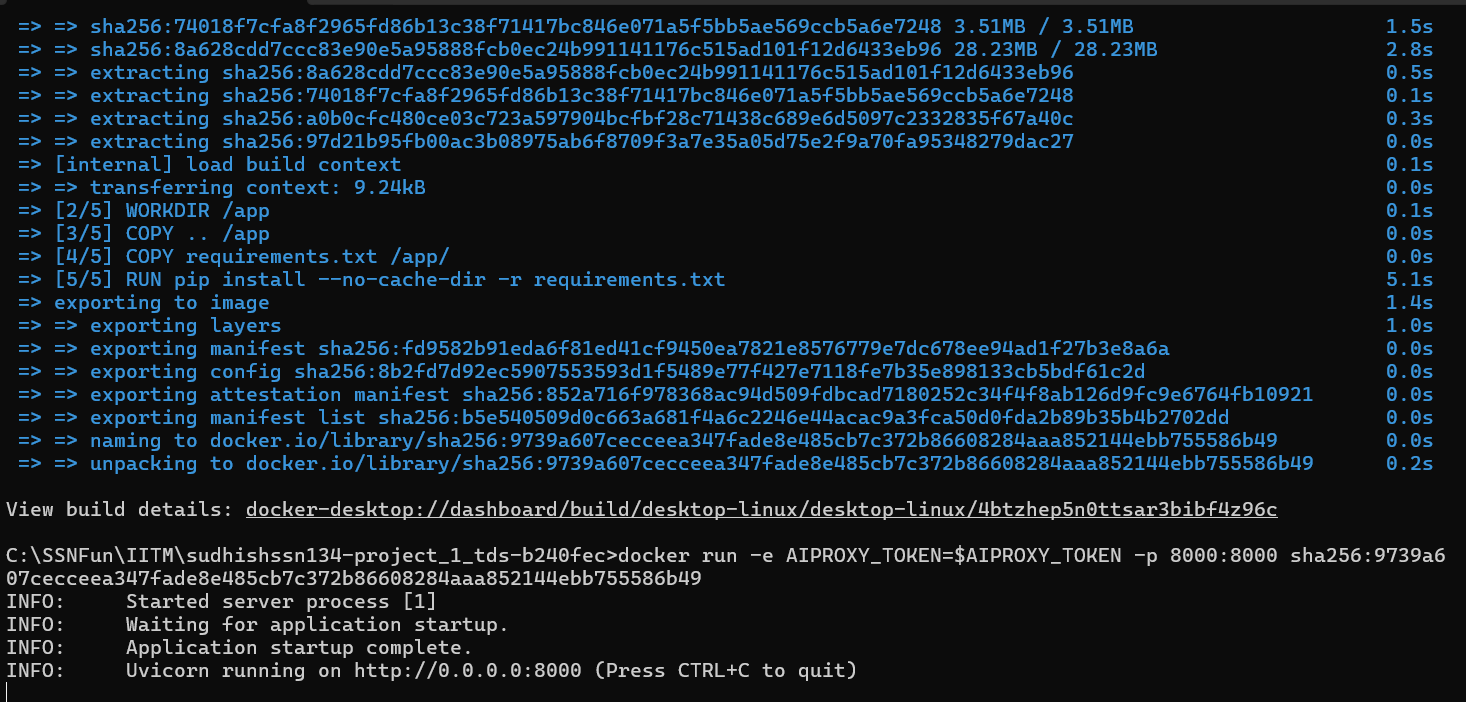 => => sha256:74018f7cfa8f2965fd86b13c38f71417bc846e071a5f5bb5ae569ccb5a6e7248 3.51MB / 3.51MB 1.5s
=> => sha256:8a628cdd7ccc83e90e5a95888fcb0ec24b991141176c515ad101f12d6433eb96 28.23MB / 28.23MB 2.8s
=> => extracting sha256:8a628cdd7ccc83e90e5a95888fcb0ec24b991141176c515ad101f12d6433eb96 0.5s
=> => extracting sha256:74018f7cfa8f2965fd86b13c38f71417bc846e071a5f5bb5ae569ccb5a6e7248 0.1s
=> => extracting sha256:a0b0cfc480ce03c723a597904bcfbf28c71438c689e6d5097c2332835f67a40c 0.3s
=> => extracting sha256:97d21b95fb00ac3b08975ab6f8709f3a7e35a05d75e2f9a70fa95348279dac27 0.0s
=> [internal] load build context 0.1s
=> => transferring context: 9.24kB 0.0s
=> [2/5] WORKDIR /app 0.1s
=> [3/5] COPY .. /app 0.0s
=> [4/5] COPY requirements.txt /app/ 0.0s
=> [5/5] RUN pip install --no-cache-dir -r requirements.txt 5.1s
=> exporting to image 1.4s
=> => exporting layers 1.0s
=> => exporting manifest sha256:fd9582b91eda6f81ed41cf9450ea7821e8576779e7dc678ee94ad1f27b3e8a6a 0.0s
=> => exporting config sha256:8b2fd7d92ec5907553593d1f5489e77f427e7118fe7b35e898133cb5bdf61c2d 0.0s
=> => exporting attestation manifest sha256:852a716f978368ac94d509fdbcad7180252c34f4f8ab126d9fc9e6764fb10921 0.0s
=> => exporting manifest list sha256:b5e540509d0c663a681f4a6c2246e44acac9a3fca50d0fda2b89b35b4b2702dd 0.0s
=> => naming to docker.io/library/sha256:9739a607cecceea347fade8e485cb7c372b86608284aaa852144ebb755586b49 0.0s
=> => unpacking to docker.io/library/sha256:9739a607cecceea347fade8e485cb7c372b86608284aaa852144ebb755586b49 0.2s
View build details: docker-desktop://dashboard/build/desktop-linux/desktop-linux/4btzhep5n0ttsar3bibf4z96c
C:\SSNFun\IITM\sudhishssn134-project_1_tds-b240fec>docker run -e AIPROXY_TOKEN=$AIPROXY_TOKEN -p 8000:8000 sha256:9739a6
07cecceea347fade8e485cb7c372b86608284aaa852144ebb755586b49
INFO:     Started server process [1]
INFO:     Waiting for application startup.
INFO:     Application startup complete.
INFO:     Uvicorn running on http://0.0.0.0:8000 (Press CTRL+C to quit)